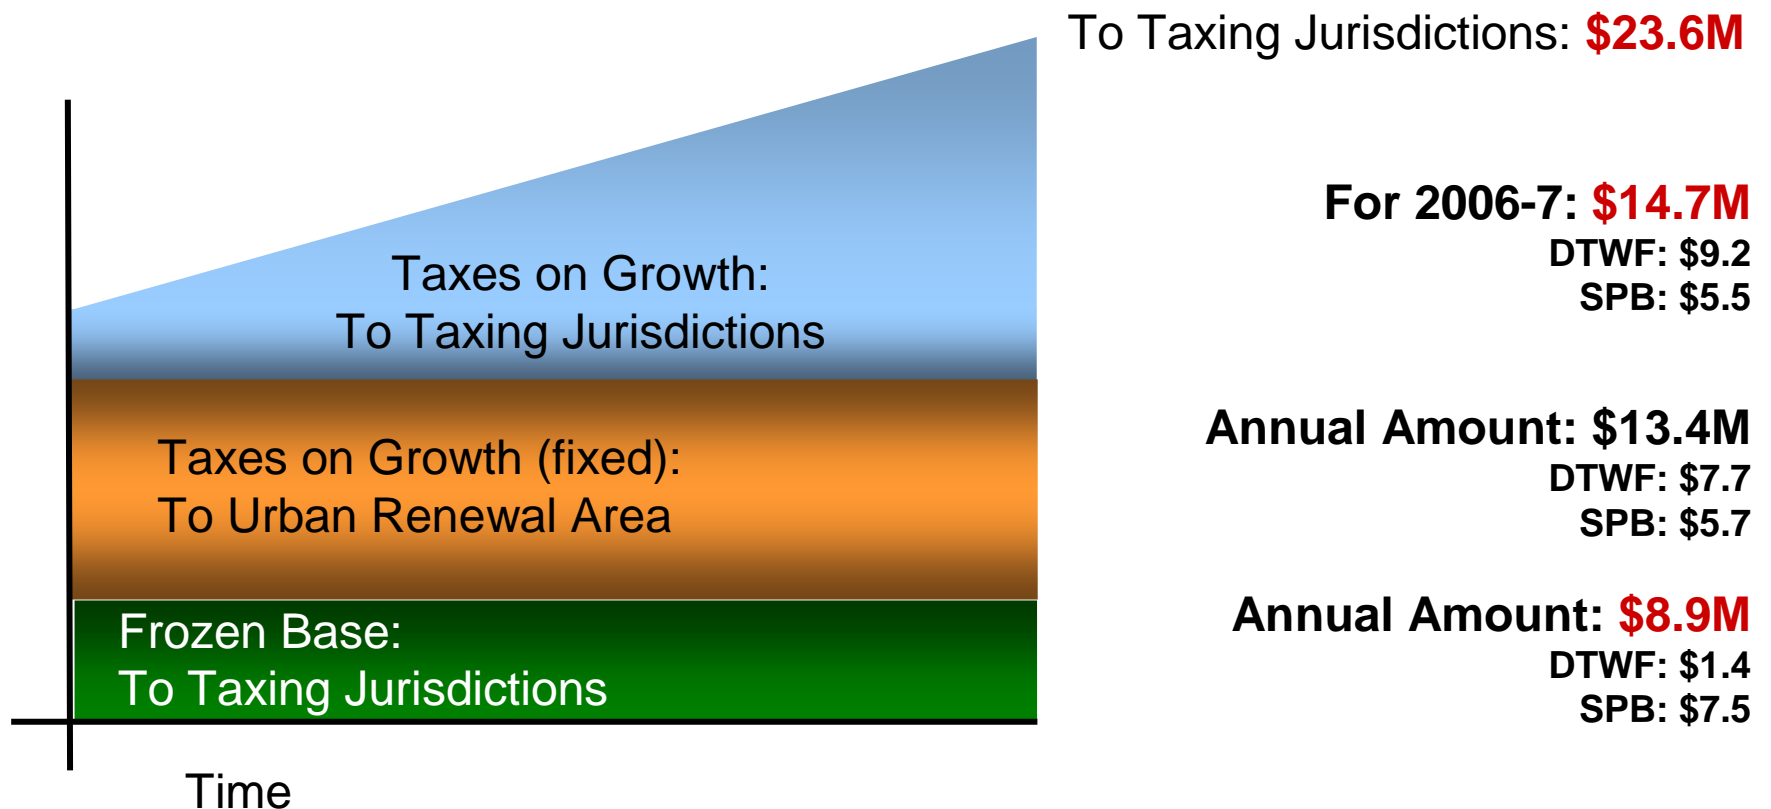 To Taxing Jurisdictions: $23.6M
For 2006-7: $14.7M
DTWF: $9.2
SPB: $5.5
Taxes on Growth:
To Taxing Jurisdictions
Annual Amount: $13.4M
DTWF: $7.7
SPB: $5.7
Taxes on Growth (fixed):
To Urban Renewal Area
Annual Amount: $8.9M
DTWF: $1.4
SPB: $7.5
Frozen Base:
To Taxing Jurisdictions
Time